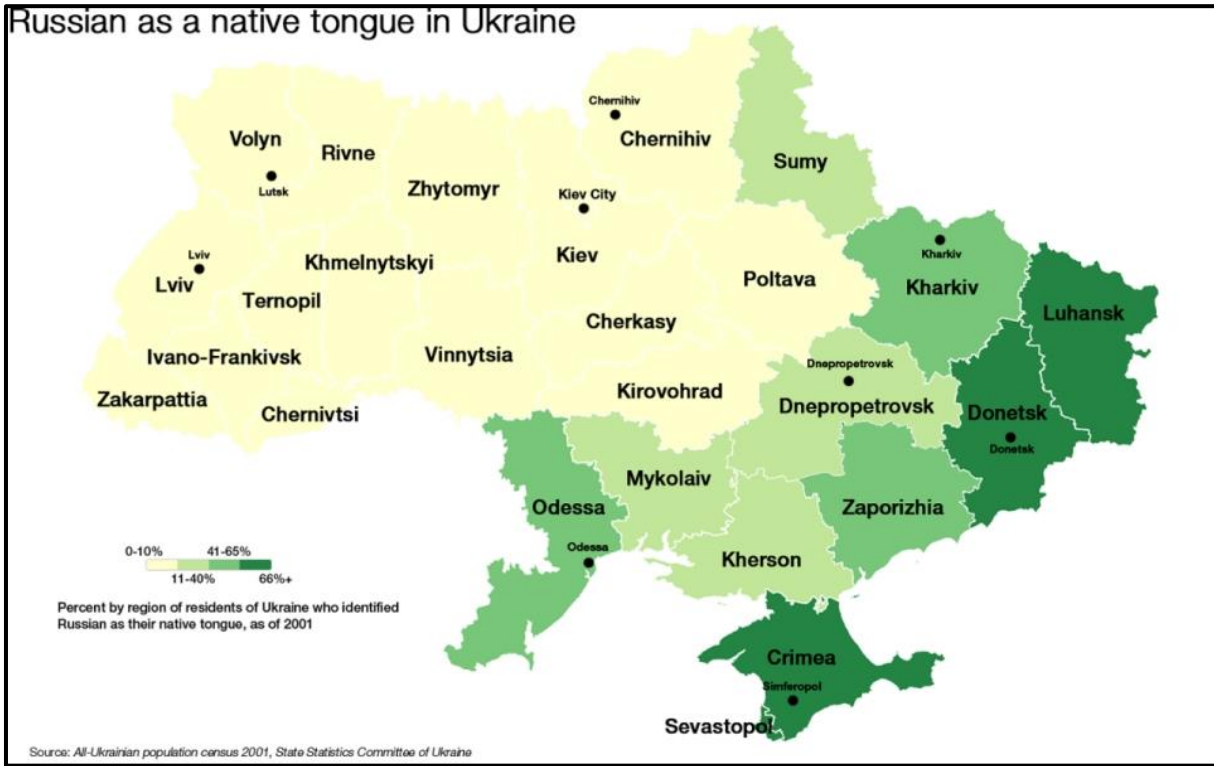 Russian as a native tongue in Ukraine
Chernihiv
Chernihiv
Volyn
Rivne
Sumy
Lutsk
Zhytomyr
Kiev City
Kharkiv
Lviv
Lviv
Khmelnytskyi
Kiev
Poltava
Kharkiv
Ternopil
Luhansk
Cherkasy
Ivano-Frankivsk
Vinnytsia
Dnepropetrovsk
Zakarpattia
Kirovohrad
Chernivtsi
Dnepropetrovsk
Donetsk
Donetsk
Mykolaiv
Odessa
Zaporizhia
Odessa
Kherson
0-10% 41-65%
11-40% 66%+
Percent by region of residents of Ukraine who identified
Russian as their native tongue, as of 2001
Crimea
Simferopol
Sevastopol
Source: All-Ukrainian population census 2001, State Statistics Committee of Ukraine